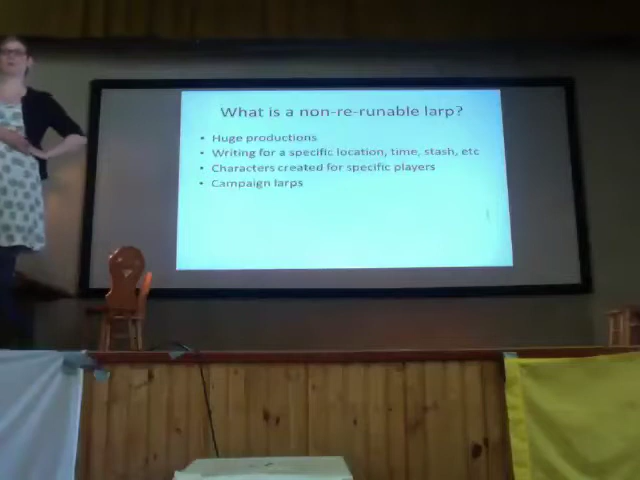 What is a non-re-runable larp?
• Huge productions
• Writing for a specific location, time, stash, etc
• Characters created for specific players
• Campaign larps